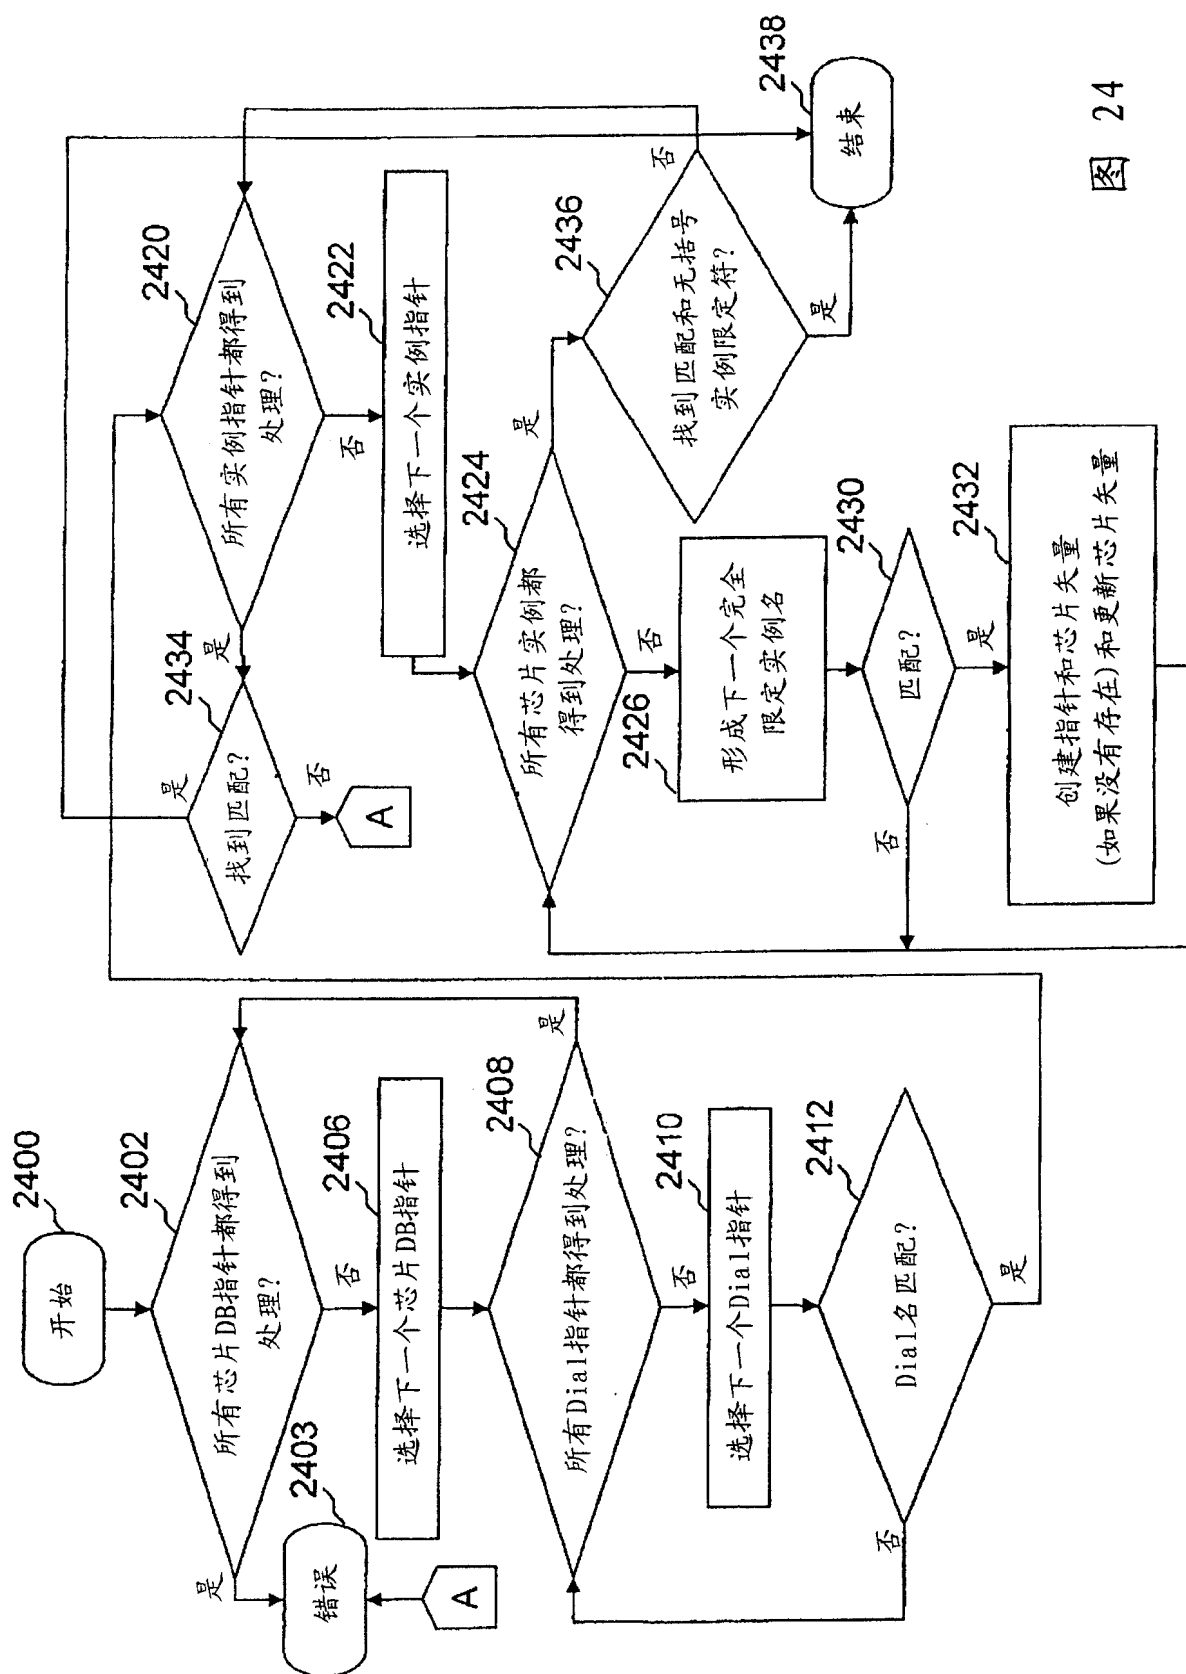 2400
开始
2402
所有芯片DB指针都得到
处理?
是
否
2403
错误
A
2406
选择下一个芯片DB指针
2408
所有Dial指针都得到处理?
是
否
2410
选择下一个Dial指针
2412
Dial名匹配?
否
是
2420
所有实例指针都得到
处理?
是
否
2434
找到匹配?
是
否
A
2422
选择下一个实例指针
2424
所有芯片实例都
得到处理?
是
否
2426
形成下一个完全
限定实例名
2430
匹配?
否
是
2432
创建指针和芯片矢量
(如果没有存在)和更新芯片矢量
2436
找到匹配和无括号
实例限定符?
否
是
2438
结束
图 24